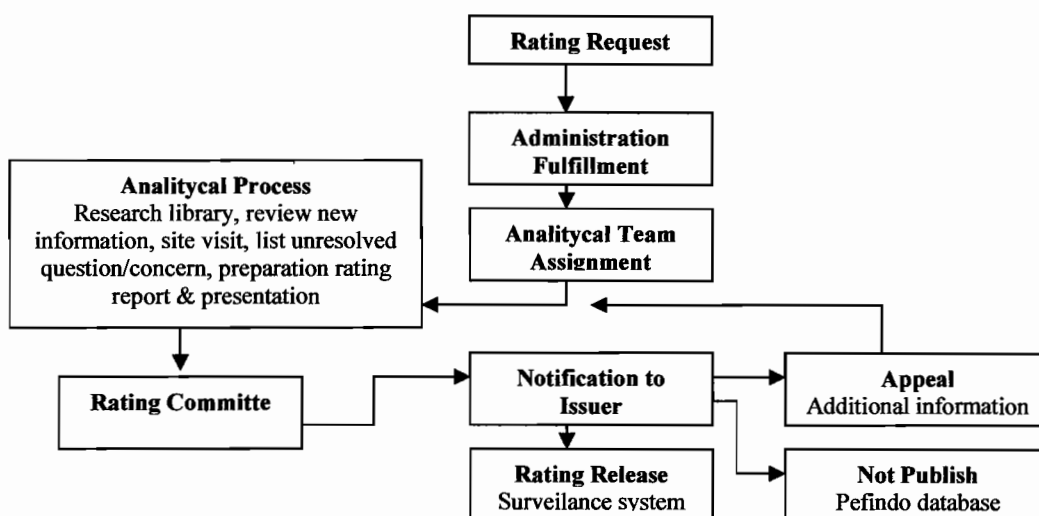 Rating Request
Administration
Fulfillment
Analitycal Process
Research library, review new
information, site visit, list unresolved
question/concern, preparation rating
report & presentation
Analitycal Team
Assignment
Rating Committe
Notification to
Issuer
Appeal
Additional information
Rating Release
Surveilance system
Not Publish
Pefindo database